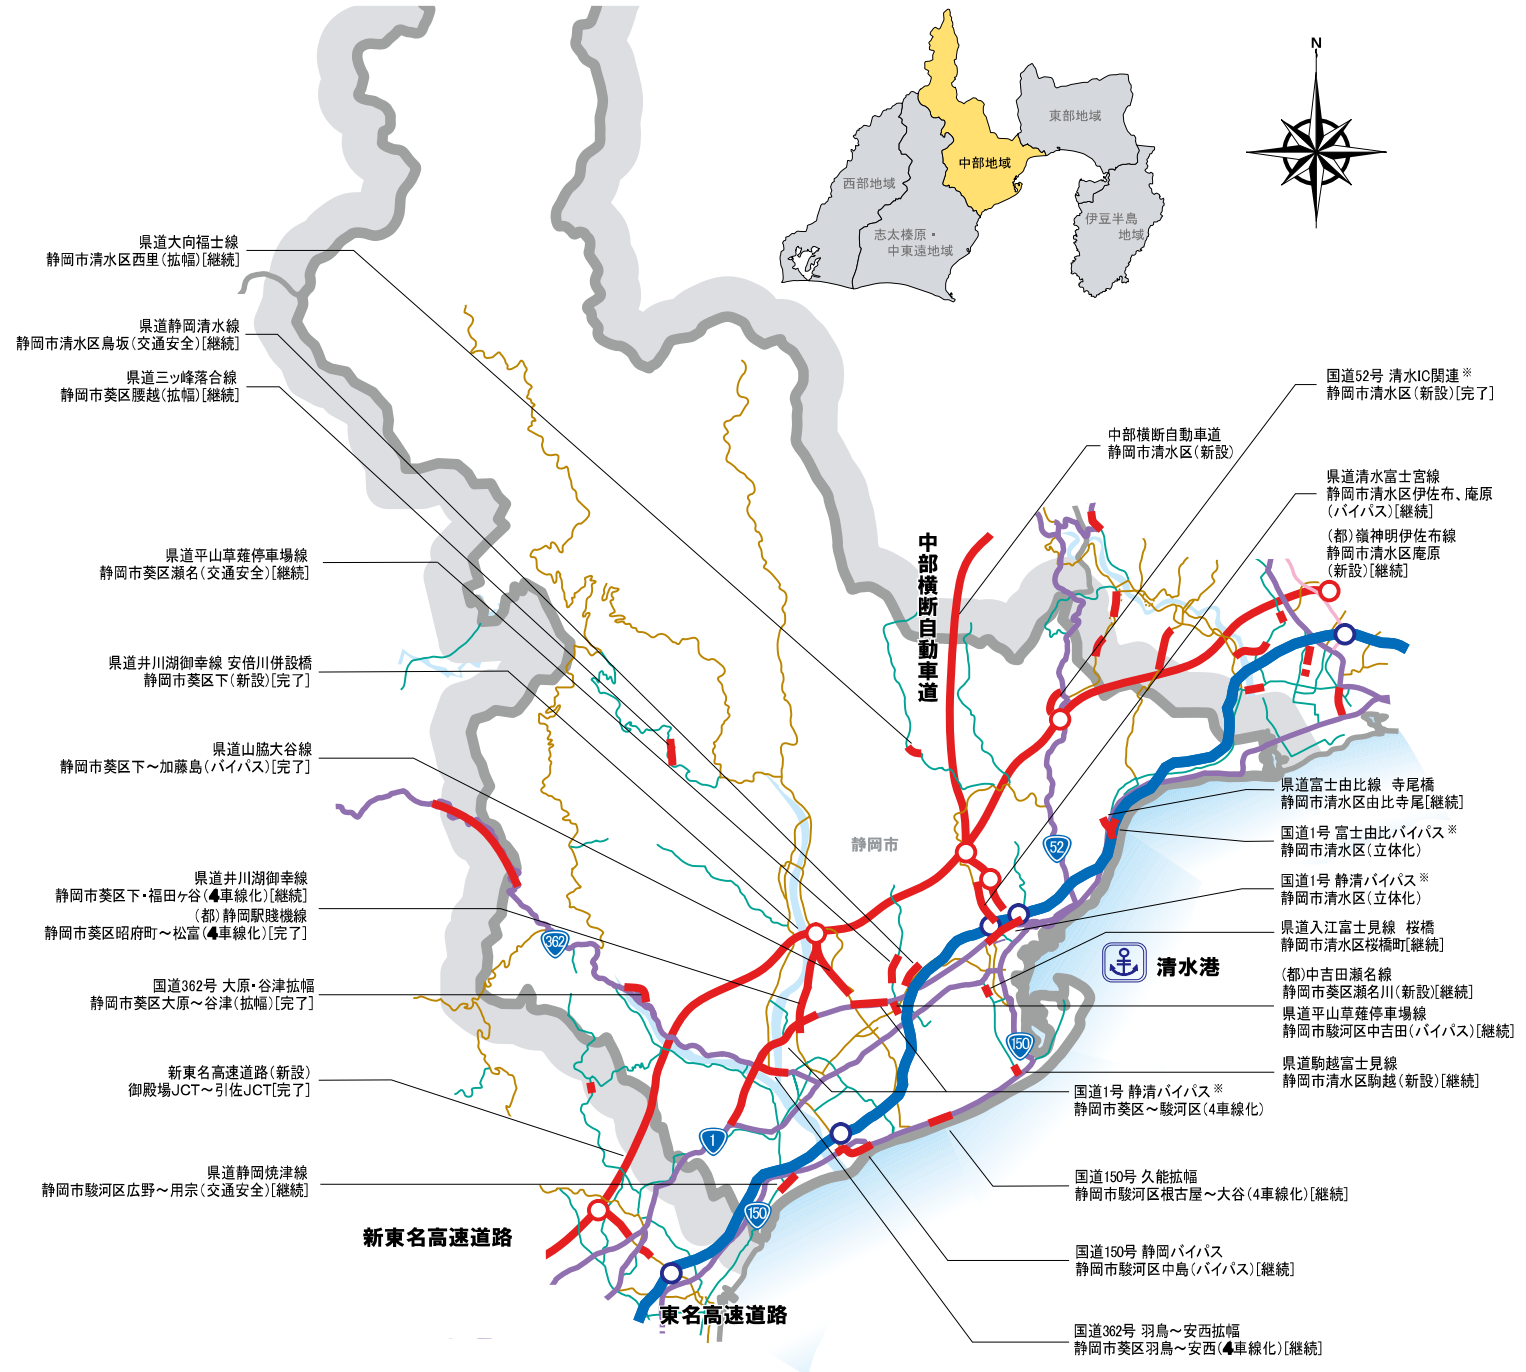 N
東部地域
中部地域
西部地域
伊豆半島
地域
志太榛原・
中東遠地域
県道大向福士線
静岡市清水区西里(拡幅)[継続]
県道静岡清水線
静岡市清水区鳥坂(交通安全)[継続]
県道三ッ峰落合線
静岡市葵区腰越(拡幅)[継続]
県道平山草薙停車場線
静岡市葵区瀬名(交通安全)[継続]
県道井川湖御幸線 安倍川併設橋
静岡市葵区下(新設)[完了]
県道山脇大谷線
静岡市葵区下～加藤島(バイパス)[完了]
県道井川湖御幸線
静岡市葵区下・福田ヶ谷(4車線化)[継続]
(都)静岡駅賤機線
静岡市葵区昭府町～松富(4車線化)[完了]
国道362号 大原・谷津拡幅
静岡市葵区大原～谷津(拡幅)[完了]
新東名高速道路(新設)
御殿場JCT～引佐JCT[完了]
県道静岡焼津線
静岡市駿河区広野～用宗(交通安全)[継続]
国道52号 清水IC関連※
静岡市清水区(新設)[完了]
中部横断自動車道
静岡市清水区(新設)
県道清水富士宮線
静岡市清水区伊佐布、庵原
(バイパス)[継続]
(都)嶺神明伊佐布線
静岡市清水区庵原
(新設)[継続]
中部横断自動車道
静岡市
県道富士由比線 寺尾橋
静岡市清水区由比寺尾[継続]
国道1号 富士由比バイパス※
静岡市清水区(立体化)
国道1号 静清バイパス※
静岡市清水区(立体化)
県道入江富士見線 桜橋
静岡市清水区桜橋町[継続]
(都)中吉田瀬名線
静岡市葵区瀬名川(新設)[継続]
県道平山草薙停車場線
静岡市駿河区中吉田(バイパス)[継続]
県道駒越富士見線
静岡市清水区駒越(新設)[継続]
国道1号 静清バイパス※
静岡市葵区～駿河区(4車線化)
国道150号 久能拡幅
静岡市駿河区根古屋～大谷(4車線化)[継続]
国道150号 静岡バイパス
静岡市駿河区中島(バイパス)[継続]
国道362号 羽鳥～安西拡幅
静岡市葵区羽鳥～安西(4車線化)[継続]
52
362
清水港
150
1
150
新東名高速道路
東名高速道路